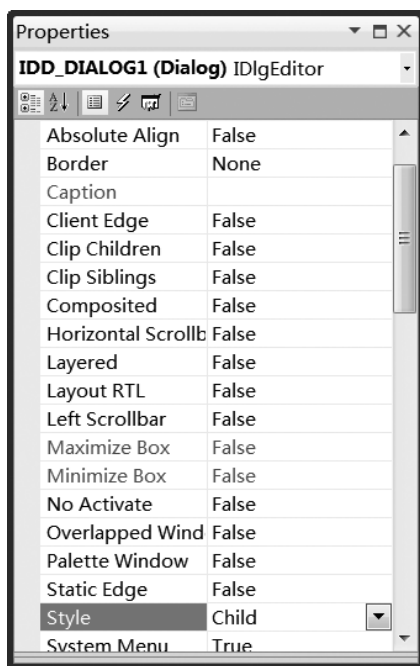 Properties
IDD_DIALOG1 (Dialog) IDlgEditor
Absolute Align False
Border None
Caption
Client Edge False
Clip Children False
Clip Siblings False
Composited False
Horizontal Scrollb False
Layered False
Layout RTL False
Left Scrollbar False
Maximize Box False
Minimize Box False
No Activate False
Overlapped Wind False
Palette Window False
Static Edge False
Style Child
System Menu True